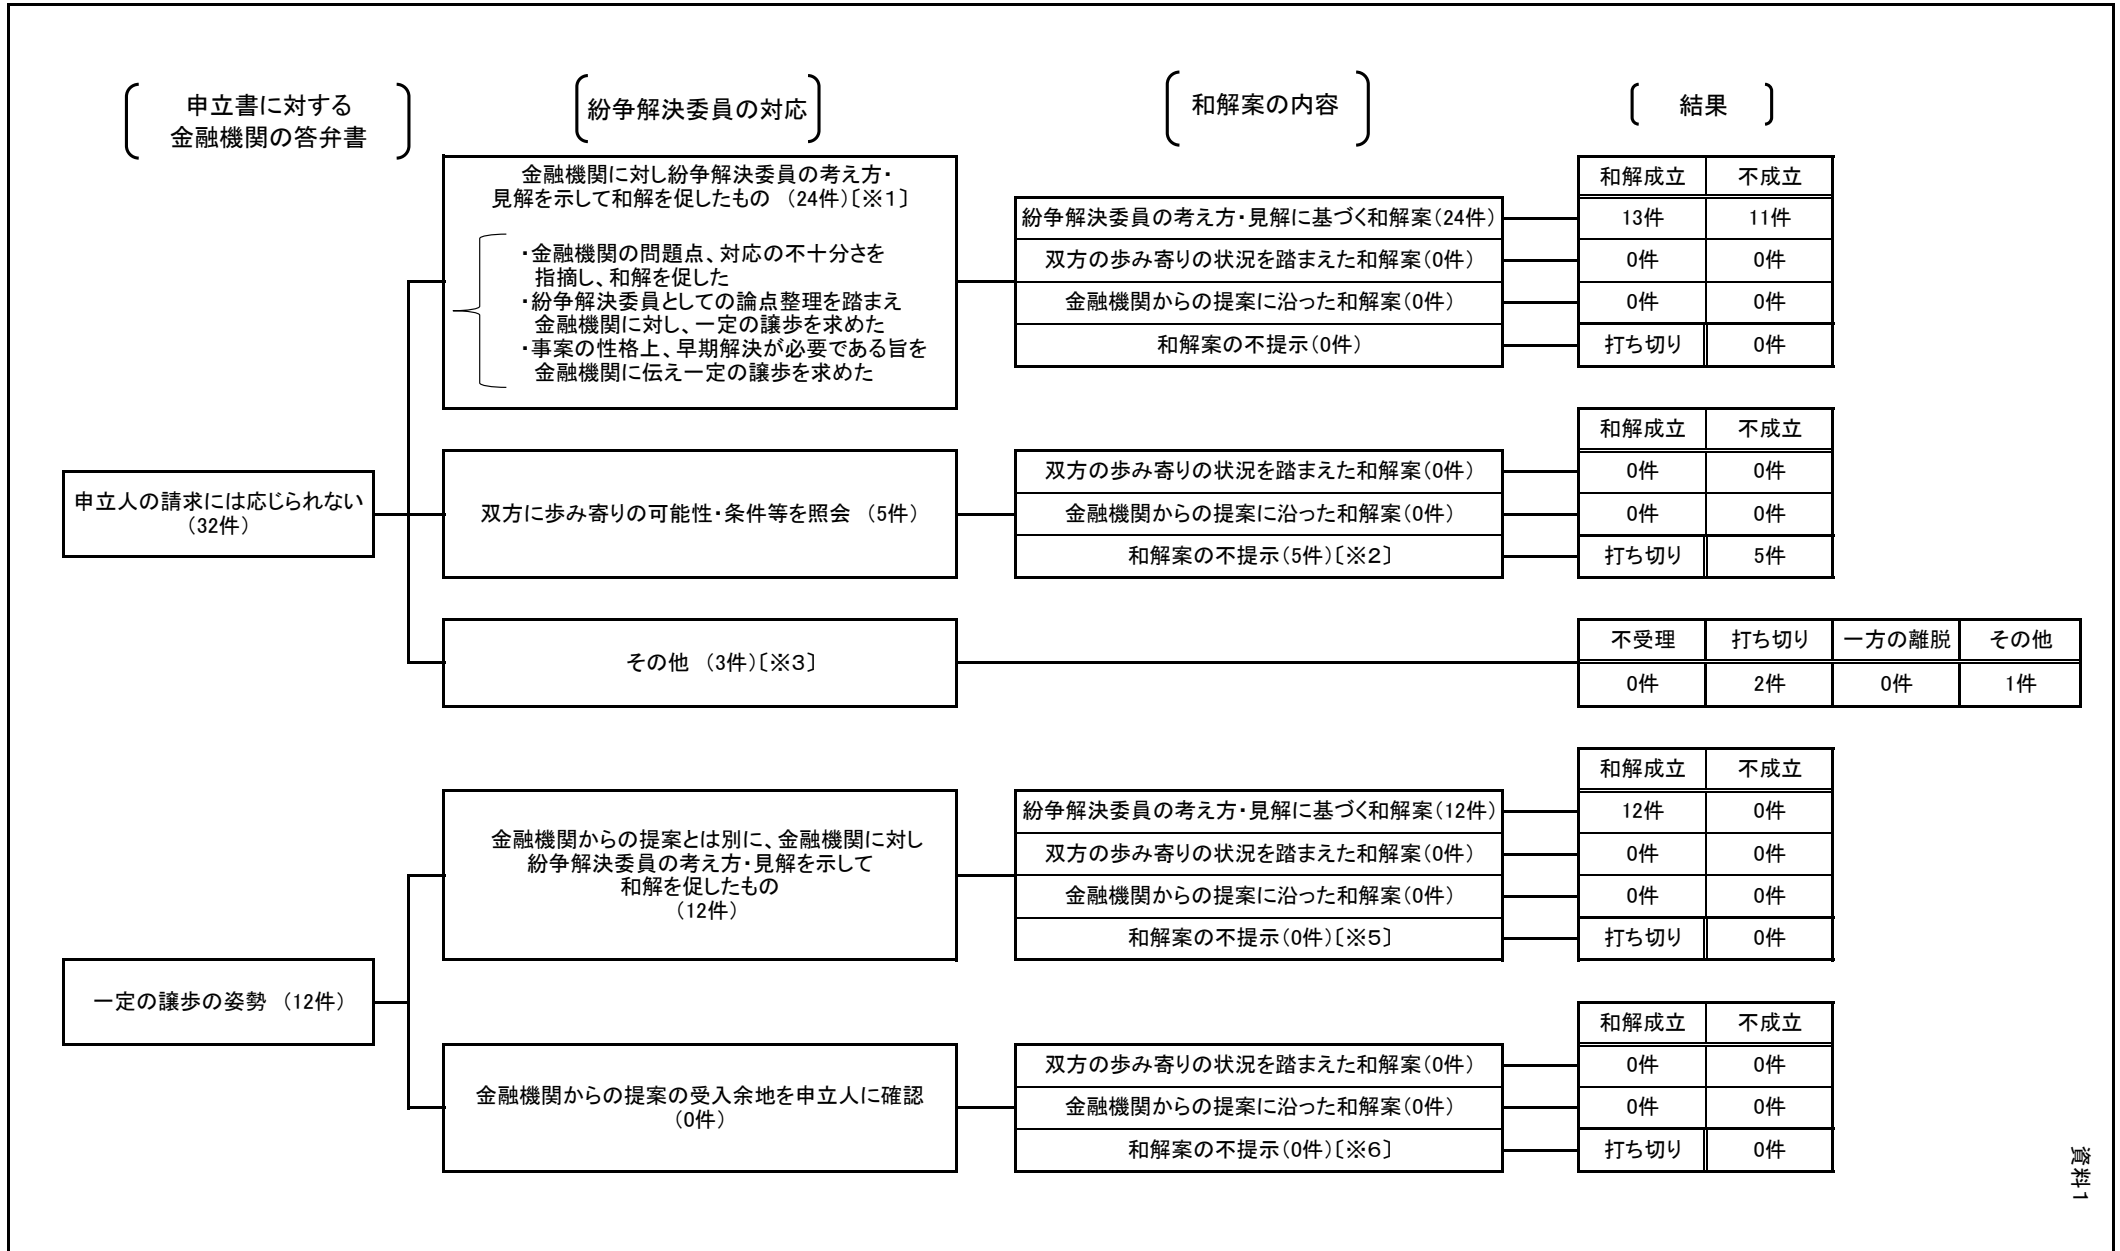 申立書に対する
金融機関の答弁書
紛争解決委員の対応
和解案の内容
結果
金融機関に対し紛争解決委員の考え方・
見解を示して和解を促したもの (24件)〔※1〕
・金融機関の問題点、対応の不十分さを
指摘し、和解を促した
・紛争解決委員としての論点整理を踏まえ
金融機関に対し、一定の譲歩を求めた
・事案の性格上、早期解決が必要である旨を
金融機関に伝え一定の譲歩を求めた
和解成立 不成立
紛争解決委員の考え方・見解に基づく和解案(24件) 13件 11件
双方の歩み寄りの状況を踏まえた和解案(0件) 0件 0件
金融機関からの提案に沿った和解案(0件) 0件 0件
和解案の不提示(0件) 打ち切り 0件
申立人の請求には応じられない
(32件)
双方に歩み寄りの可能性・条件等を照会 (5件)
和解成立 不成立
双方の歩み寄りの状況を踏まえた和解案(0件) 0件 0件
金融機関からの提案に沿った和解案(0件) 0件 0件
和解案の不提示(5件)〔※2〕 打ち切り 5件
その他 (3件)〔※3〕
不受理 打ち切り 一方の離脱 その他
0件 2件 0件 1件
一定の譲歩の姿勢 (12件)
金融機関からの提案とは別に、金融機関に対し
紛争解決委員の考え方・見解を示して
和解を促したもの
(12件)
和解成立 不成立
紛争解決委員の考え方・見解に基づく和解案(12件) 12件 0件
双方の歩み寄りの状況を踏まえた和解案(0件) 0件 0件
金融機関からの提案に沿った和解案(0件) 0件 0件
和解案の不提示(0件)〔※5〕 打ち切り 0件
金融機関からの提案の受入余地を申立人に確認
(0件)
和解成立 不成立
双方の歩み寄りの状況を踏まえた和解案(0件) 0件 0件
金融機関からの提案に沿った和解案(0件) 0件 0件
和解案の不提示(0件)〔※6〕 打ち切り 0件
資料1